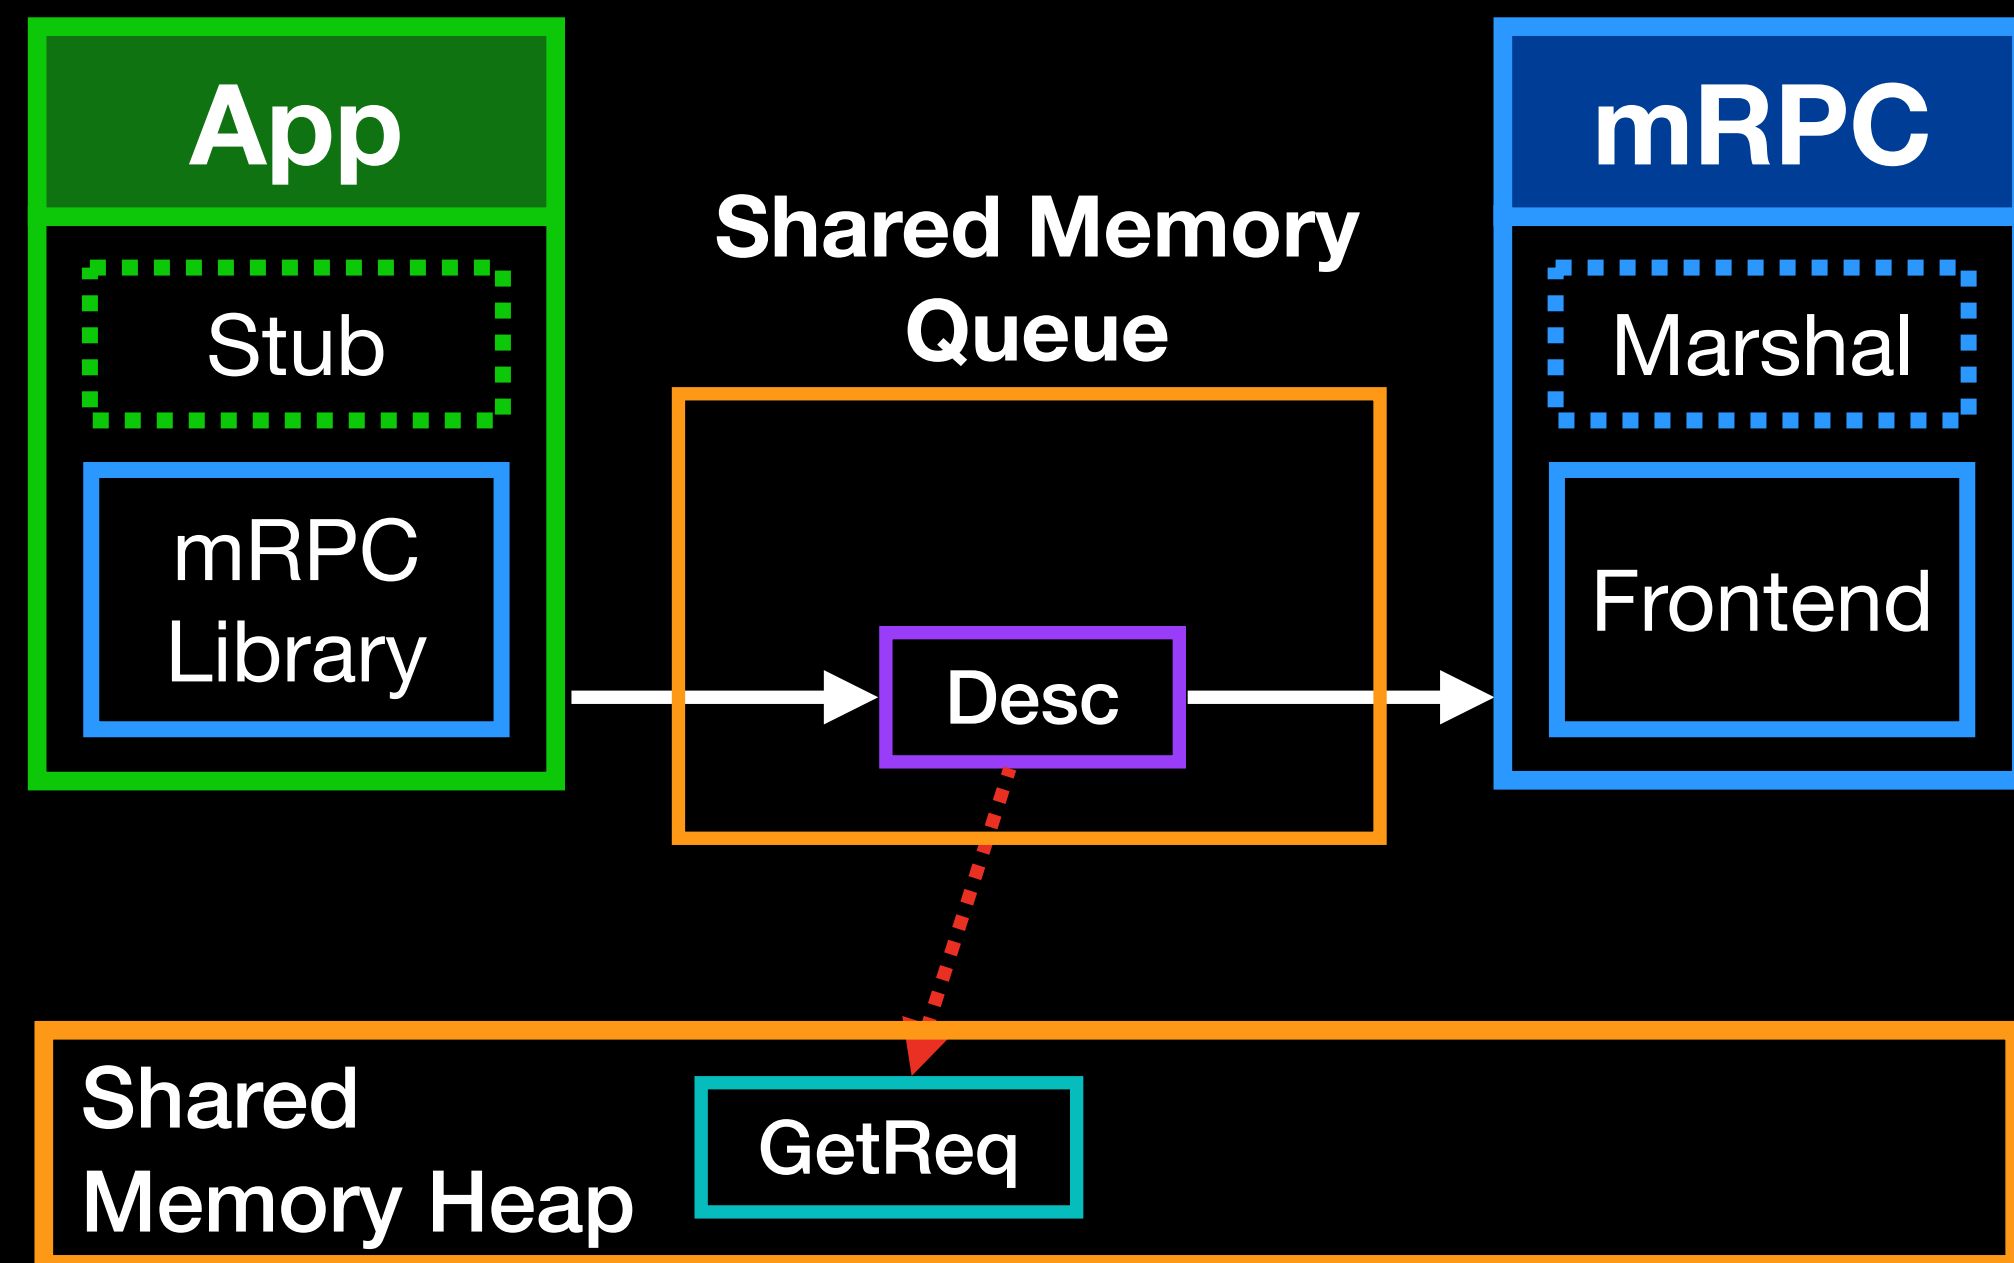 App
Stub
mRPC
Library
Shared Memory
Queue
Desc
mRPC
Marshal
Frontend
Shared
Memory Heap
GetReq